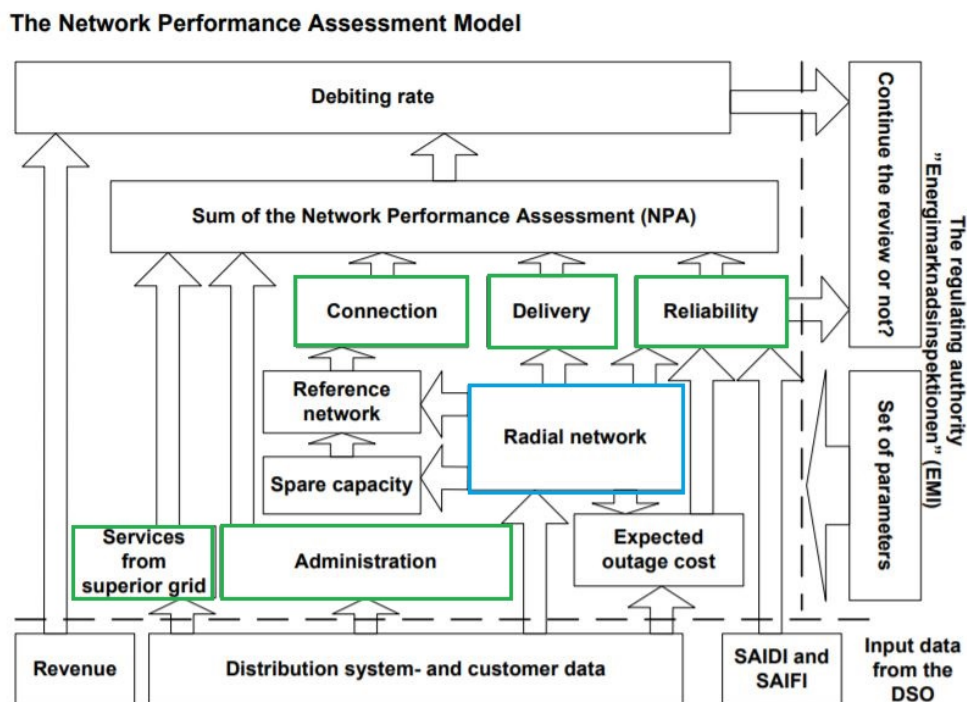 The Network Performance Assessment Model
Debiting rate
Sum of the Network Performance Assessment (NPA)
Connection
Delivery
Reliability
Reference
network
Radial network
Spare capacity
Services
from
superior grid
Administration
Expected
outage cost
Revenue
Distribution system- and customer data
SAIDI and
SAIFI
Input data
from the
DSO
Continue the review or not?
Set of parameters
The regulating authority
”Energimarknadsinspektionen” (EMI)